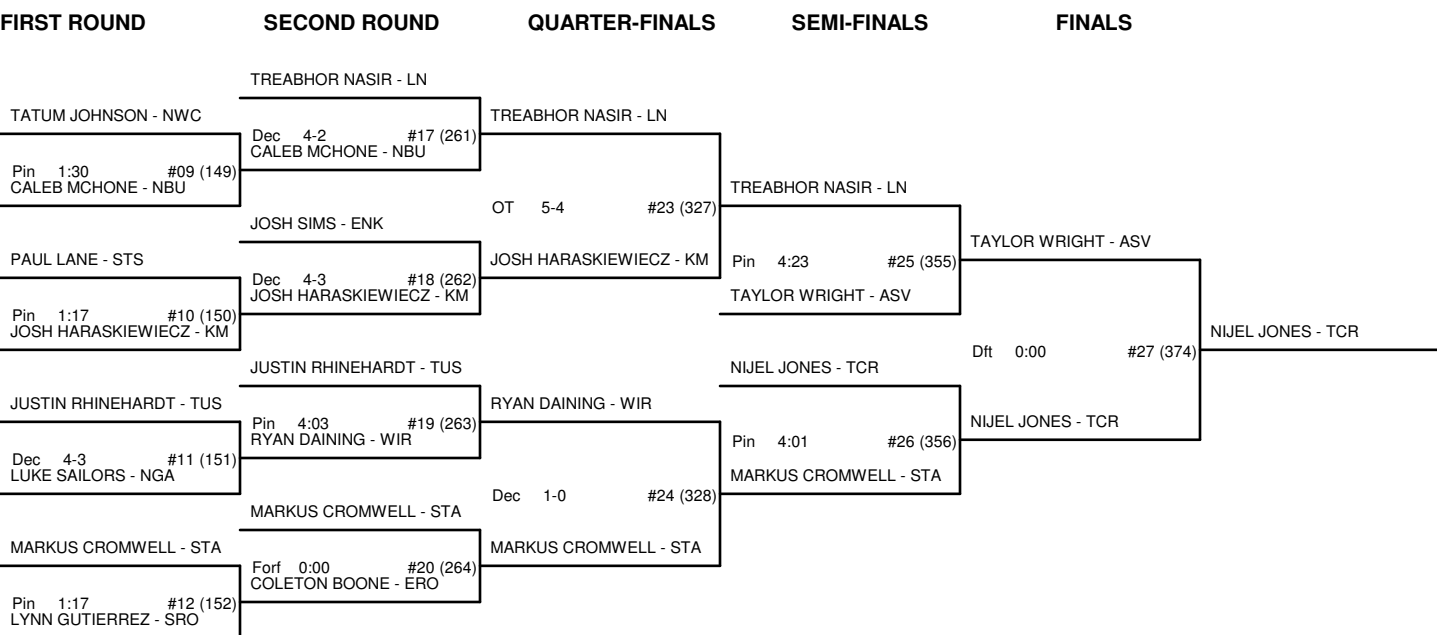 FIRST ROUND SECOND ROUND QUARTER-FINALS SEMI-FINALS FINALS
TREABHOR NASIR - LN
TATUM JOHNSON - NWC TREABHOR NASIR - LN
Dec 4-2 #17 (261)
CALEB MCHONE - NBU
Pin 1:30 #09 (149)
CALEB MCHONE - NBU TREABHOR NASIR - LN
OT 5-4 #23 (327)
JOSH SIMS - ENK
TAYLOR WRIGHT - ASV
PAUL LANE - STS JOSH HARASKIEWIECZ - KM Pin 4:23 #25 (355)
Dec 4-3 #18 (262)
JOSH HARASKIEWIECZ - KM TAYLOR WRIGHT - ASV
Pin 1:17 #10 (150)
JOSH HARASKIEWIECZ - KM NIJEL JONES - TCR
Dft 0:00 #27 (374)
JUSTIN RHINEHARDT - TUS NIJEL JONES - TCR
JUSTIN RHINEHARDT - TUS RYAN DAINING - WIR
Pin 4:03 #19 (263) NIJEL JONES - TCR
RYAN DAINING - WIR Pin 4:01 #26 (356)
Dec 4-3 #11 (151)
LUKE SAILORS - NGA MARKUS CROMWELL - STA
Dec 1-0 #24 (328)
MARKUS CROMWELL - STA
MARKUS CROMWELL - STA MARKUS CROMWELL - STA
Forf 0:00 #20 (264)
COLETON BOONE - ERO
Pin 1:17 #12 (152)
LYNN GUTIERREZ - SRO